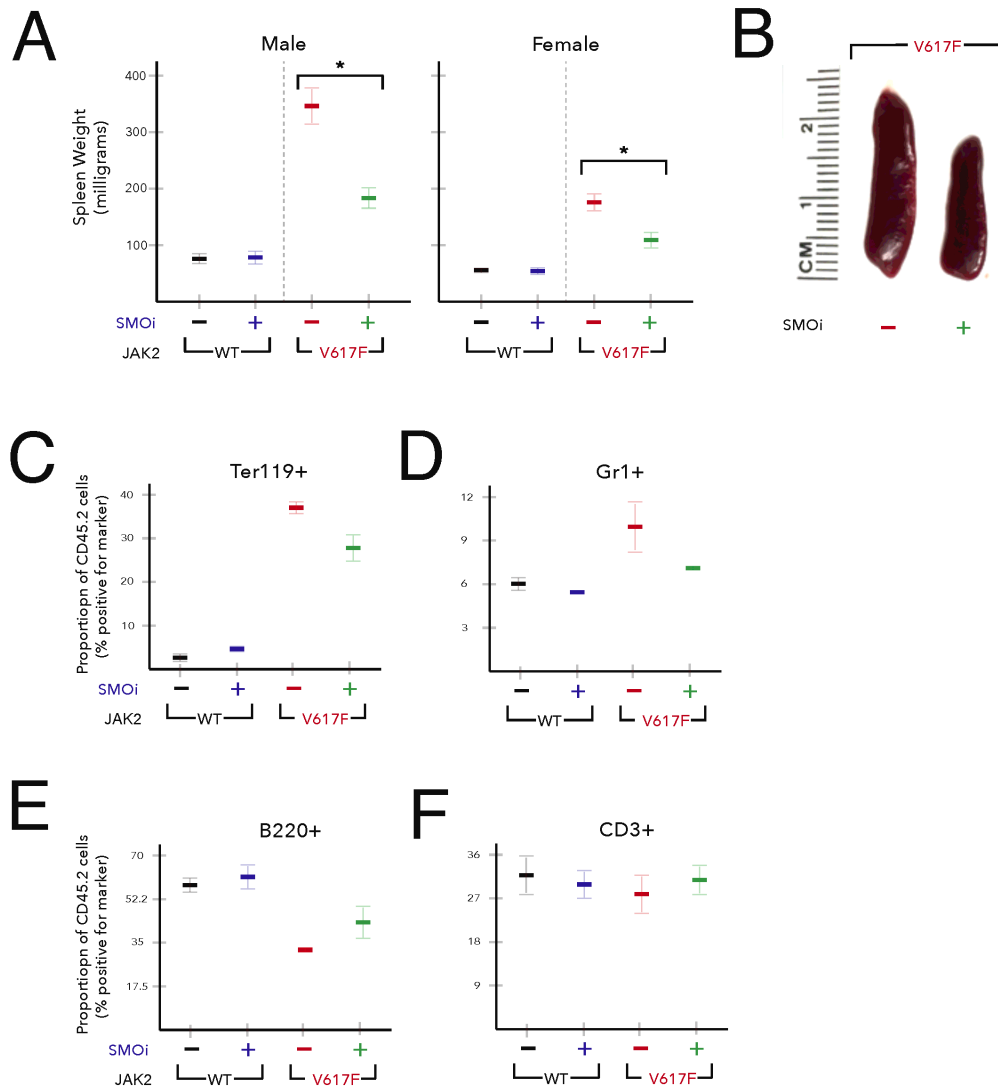 A
Male
Female
B
V617F
*
*
Spleen Weight
(milligrams)
400
300
200
100
2
1
CM
SMOi
− + − +
− + − +
SMOi
− +
JAK2
WT
V617F
WT
V617F
C
Ter119+
D
Gr1+
Proportiopn of CD45.2 cells
(% positive for marker)
40
30
20
10
12
9
6
3
SMOi
− + − +
− + − +
JAK2
WT
V617F
WT
V617F
E
B220+
F
CD3+
Proportiopn of CD45.2 cells
(% positive for marker)
70
52.2
35
17.5
36
27
18
9
SMOi
− + − +
− + − +
JAK2
WT
V617F
WT
V617F